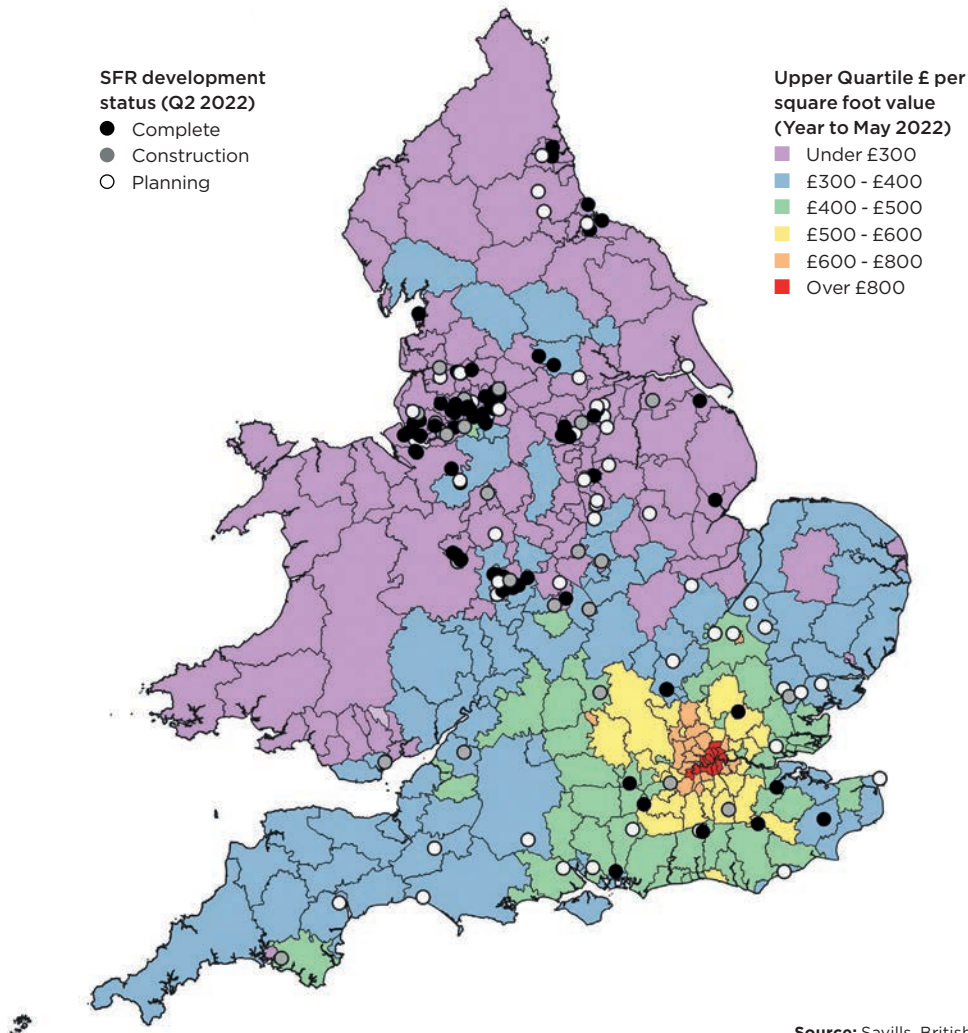 SFR development
status (Q2 2022)
Complete
Construction
Planning
Upper Quartile £ per
square foot value
(Year to May 2022)
Under £300
£300 - £400
£400 - £500
£500 - £600
£600 - £800
Over £800
Source: Savills, British